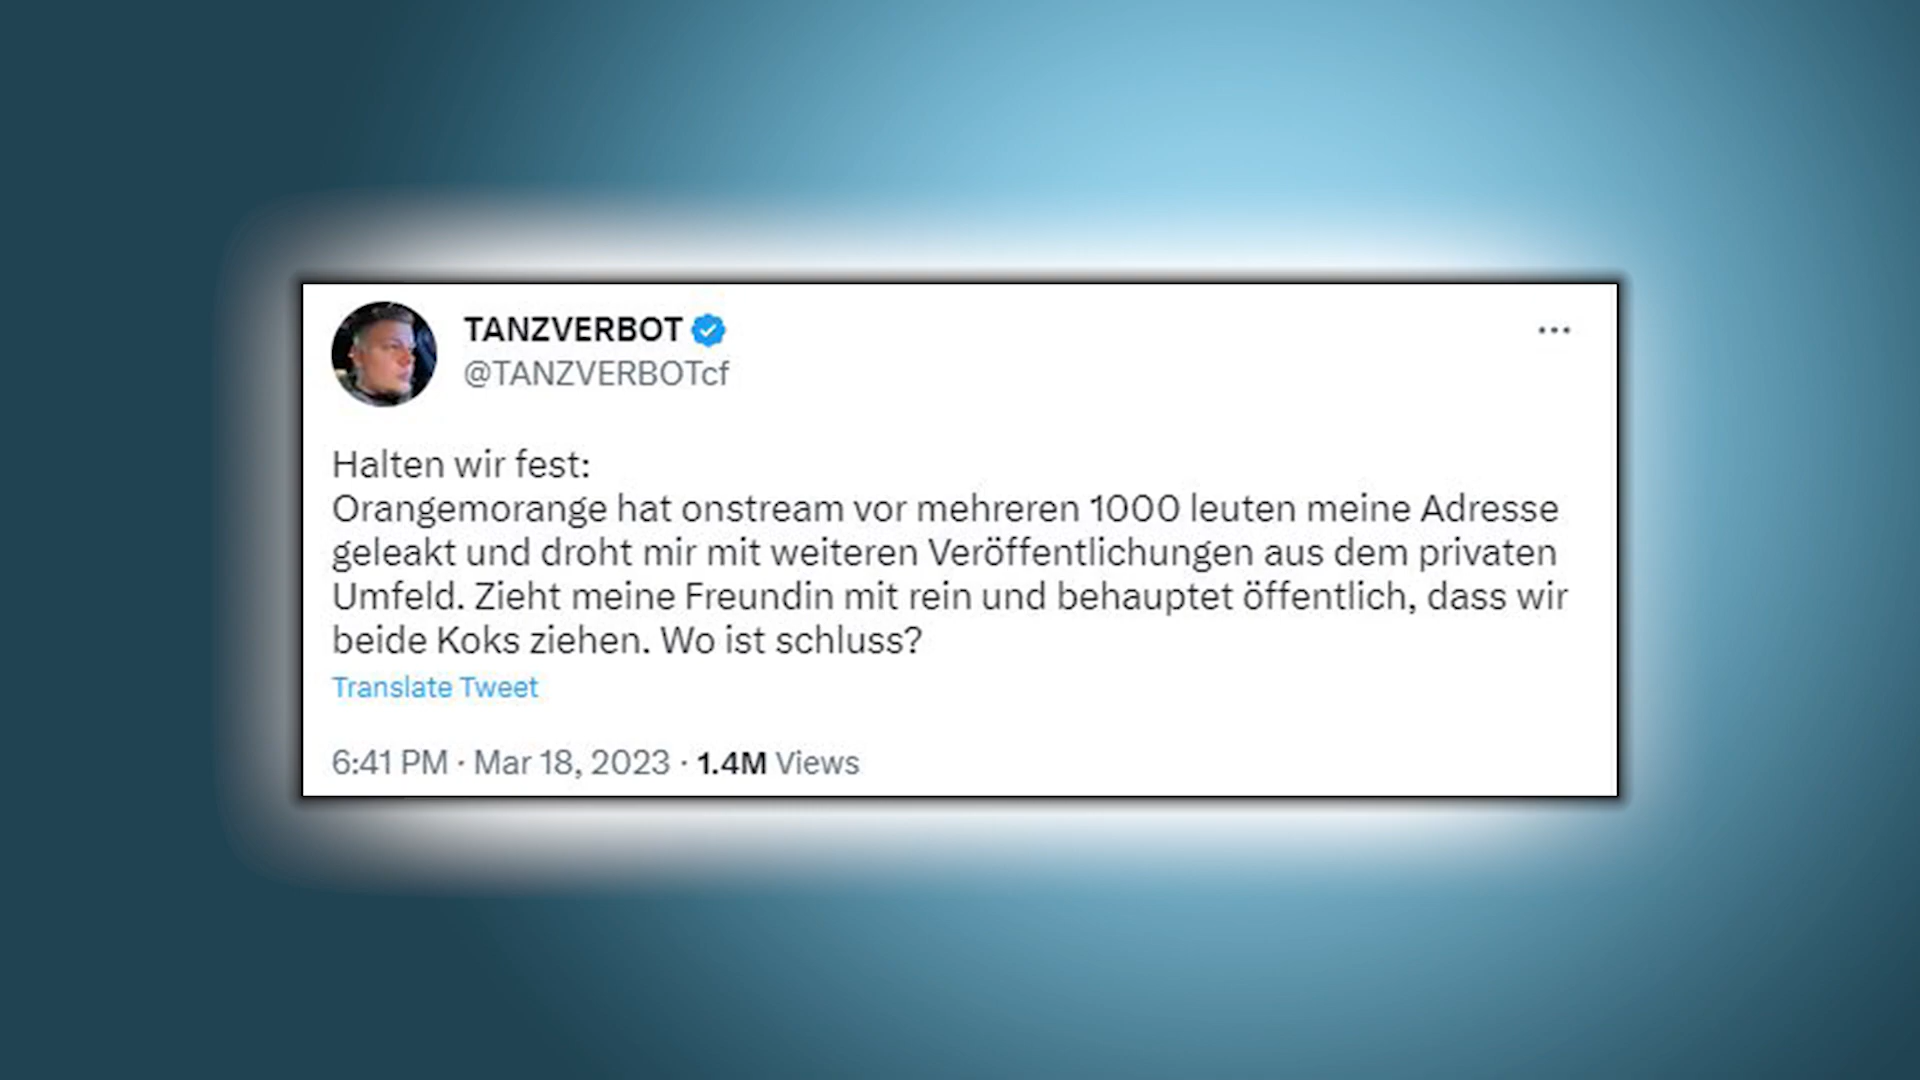 TANZVERBOT
@TANZVERBOTcf
Halten wir fest:
Orangemorange hat onstream vor mehreren 1000 leuten meine Adresse
geleakt und droht mir mit weiteren Veröffentlichungen aus dem privaten
Umfeld. Zieht meine Freundin mit rein und behauptet öffentlich, dass wir
beide Koks ziehen. Wo ist schluss?
Translate Tweet
6:41 PM · Mar 18, 2023 · 1.4M Views